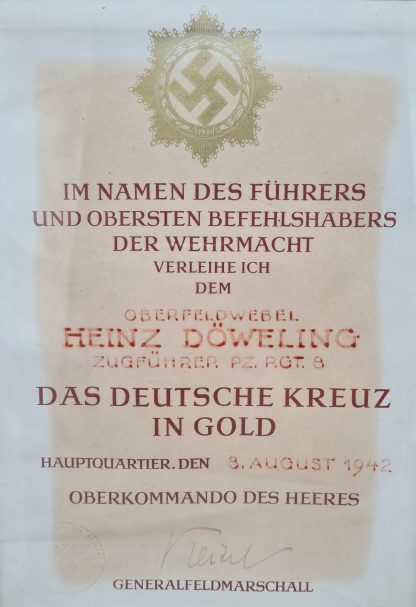 IM NAMEN DES FÜHRERS
UND OBERSTEN BEFEHLSHABERS
DER WEHRMACHT
VERLEIHE ICH
DEM
OBERFELDWEBEL
HEINZ DÖWELING
ZUGFÜHRER PZ. RGT. 8
DAS DEUTSCHE KREUZ
IN GOLD
HAUPTQUARTIER, DEN 8. AUGUST 1942
OBERKOMMANDO DES HEERES
GENERALFELDMARSCHALL